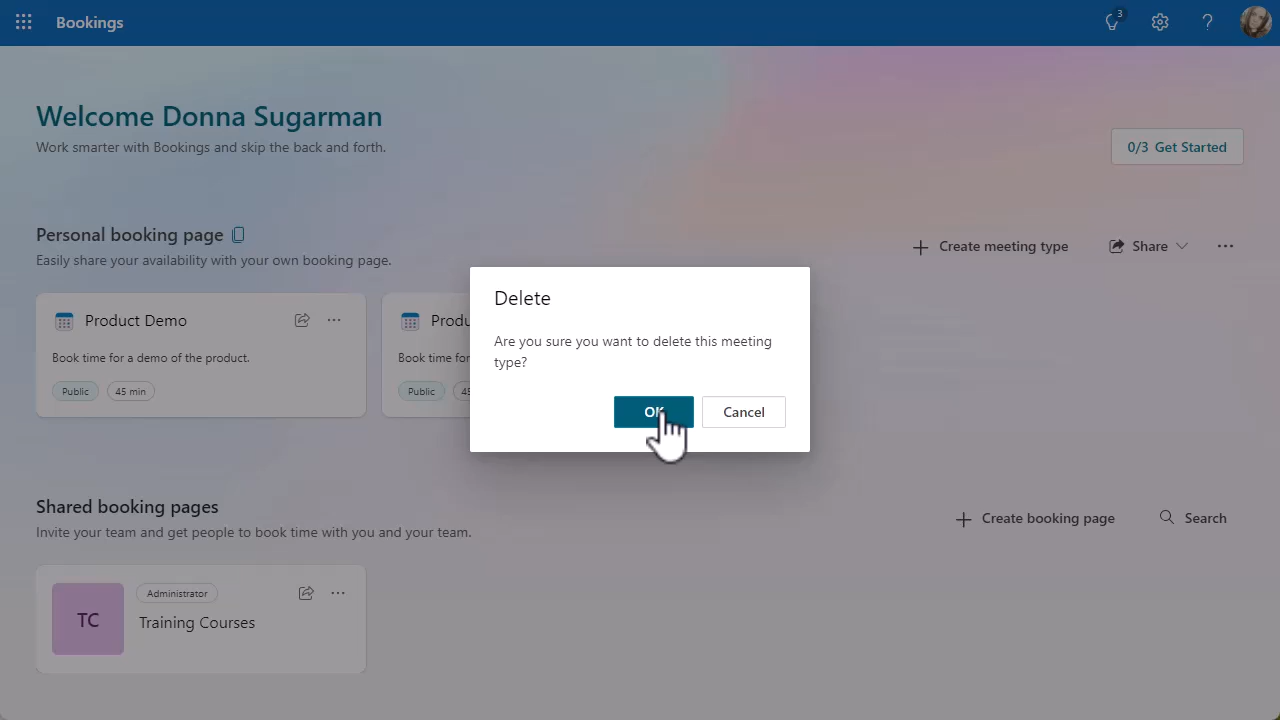 Bookings
3
Welcome Donna Sugarman
Work smarter with Bookings and skip the back and forth.
0/3 Get Started
Personal booking page
Easily share your availability with your own booking page.
Create meeting type
Share
Product Demo
Book time for a demo of the product.
Public
45 min
Book time
Public
Delete
Are you sure you want to delete this meeting
type?
OK
Cancel
Shared booking pages
Invite your team and get people to book time with you and your team.
Create booking page
Search
TC
Administrator
Training Courses